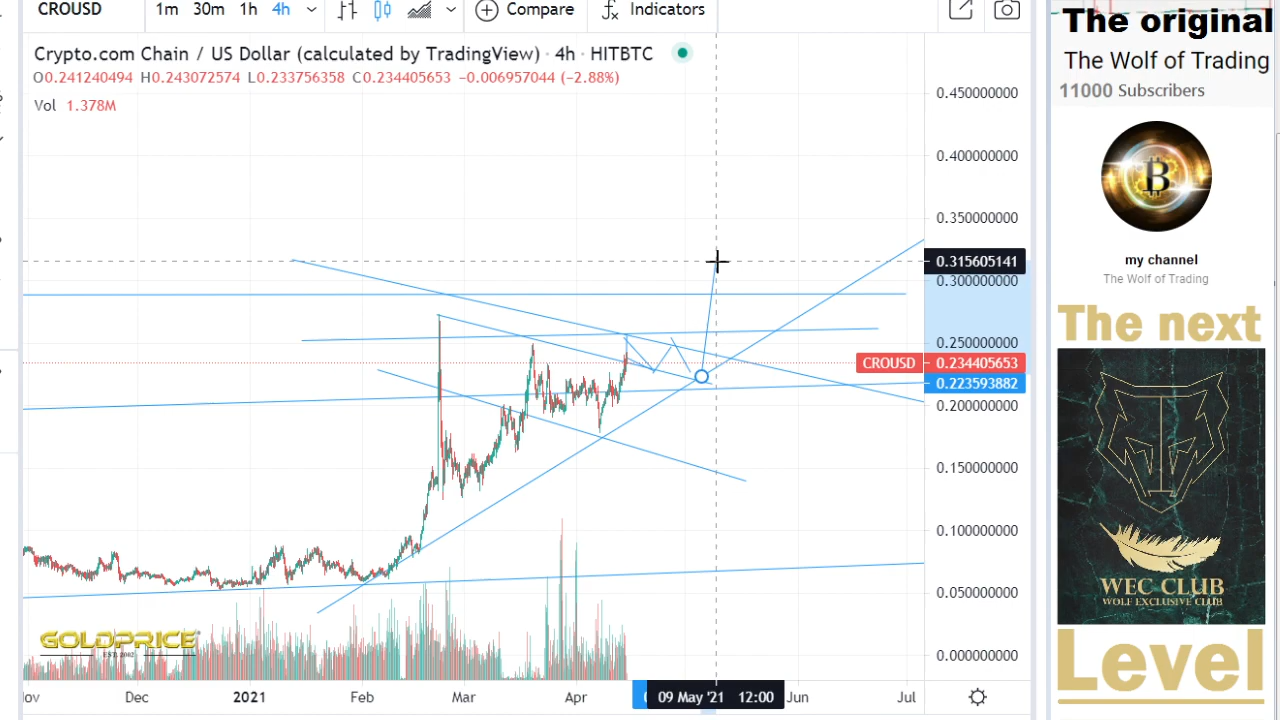 CROUSD 1m 30m 1h 4h Compare Indicators
Crypto.com Chain / US Dollar (calculated by TradingView) · 4h · HITBTC
O0.241240494 H0.243072574 L0.233756358 C0.234405653 −0.006957044 (−2.88%)
Vol 1.378M
0.450000000
0.400000000
0.350000000
0.315605141
0.300000000
0.250000000
CROUSD 0.234405653
0.223593882
0.200000000
0.150000000
0.100000000
0.050000000
0.000000000
GOLDPRICE
Dec 2021 Feb Mar Apr 09 May '21 12:00 Jun Jul
The original
The Wolf of Trading
11000 Subscribers
my channel
The Wolf of Trading
The next
WEC CLUB
WOLF EXCLUSIVE CLUB
Level